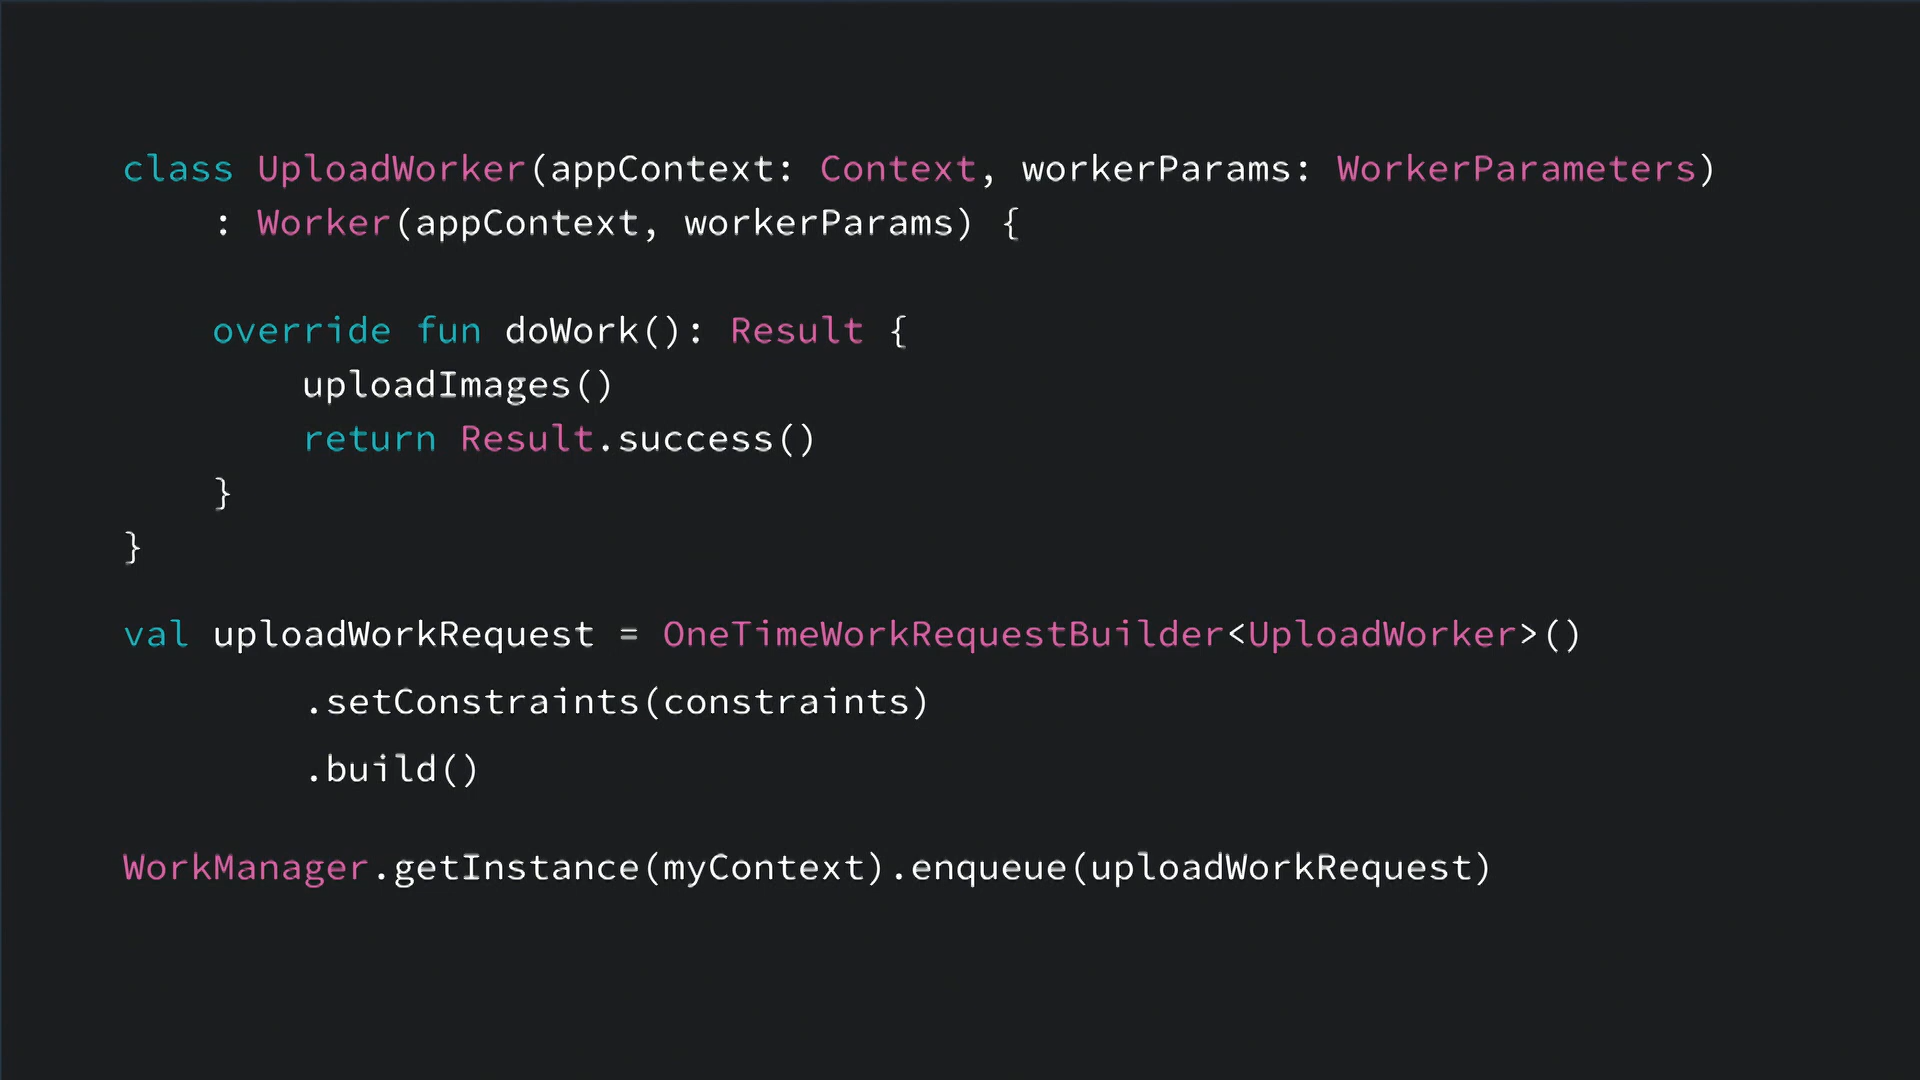 class UploadWorker(appContext: Context, workerParams: WorkerParameters)
    : Worker(appContext, workerParams) {
    override fun doWork(): Result {
        uploadImages()
        return Result.success()
    }
}
val uploadWorkRequest = OneTimeWorkRequestBuilder<UploadWorker>()
        .setConstraints(constraints)
        .build()
WorkManager.getInstance(myContext).enqueue(uploadWorkRequest)